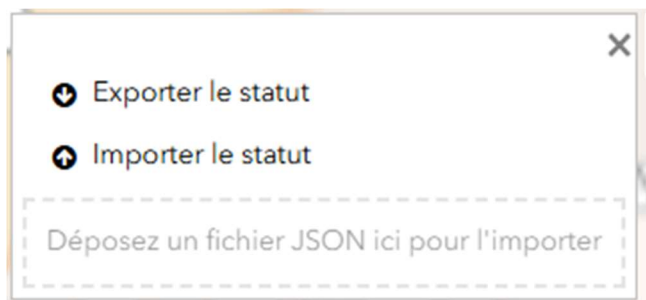 Exporter le statut
Importer le statut
Déposez un fichier JSON ici pour l'importer